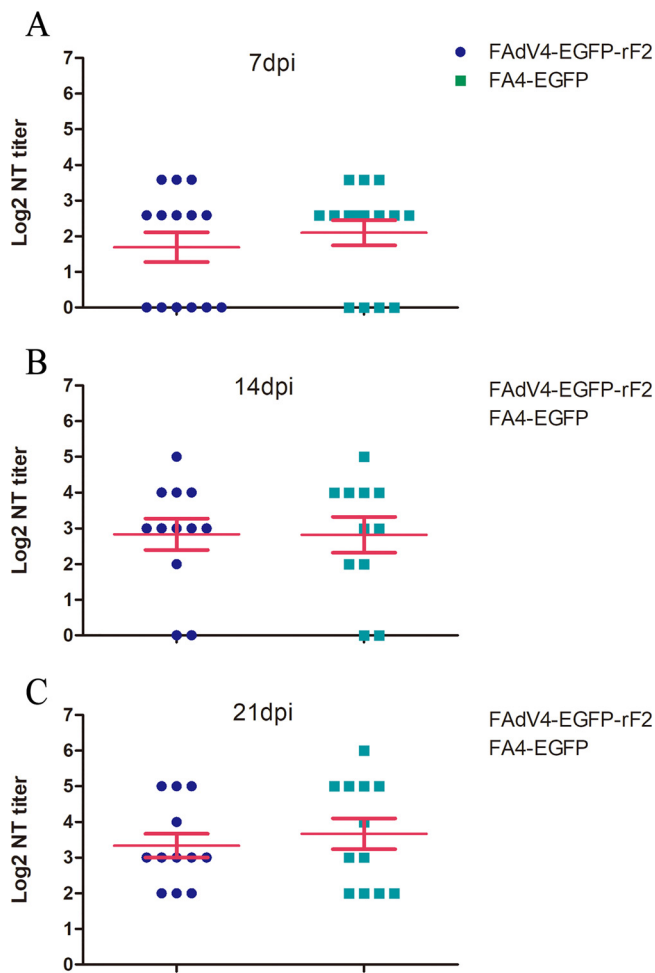 A
7dpi
FAdV4-EGFP-rF2
FA4-EGFP
Log2 NT titer
7
6
5
4
3
2
1
0
B
14dpi
FAdV4-EGFP-rF2
FA4-EGFP
Log2 NT titer
7
6
5
4
3
2
1
0
C
21dpi
FAdV4-EGFP-rF2
FA4-EGFP
Log2 NT titer
7
6
5
4
3
2
1
0